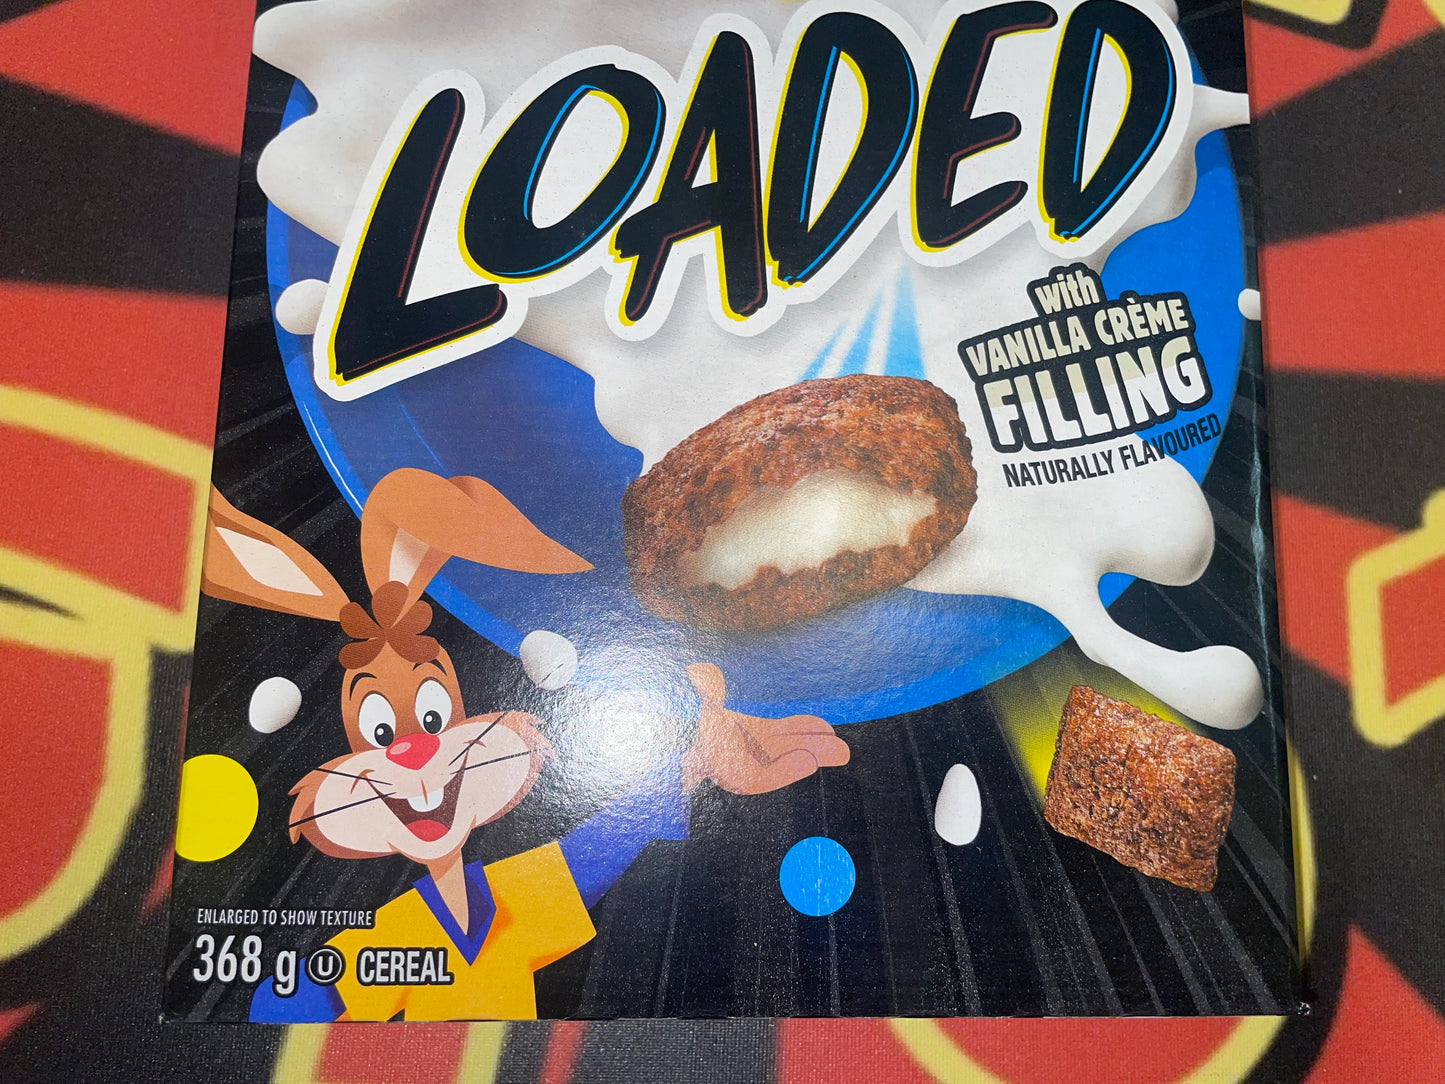 LOADED
with
VANILLA CRÈME
FILLING
NATURALLY FLAVOURED
ENLARGED TO SHOW TEXTURE
368 g U CEREAL